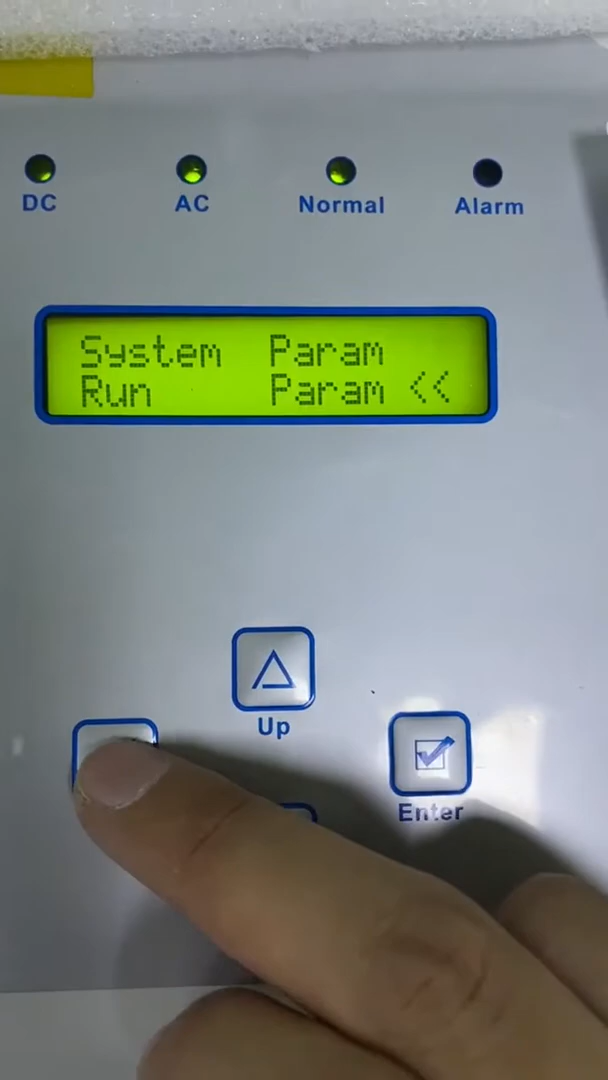 DC AC Normal Alarm
System Param
Run Param <<
Up
Enter